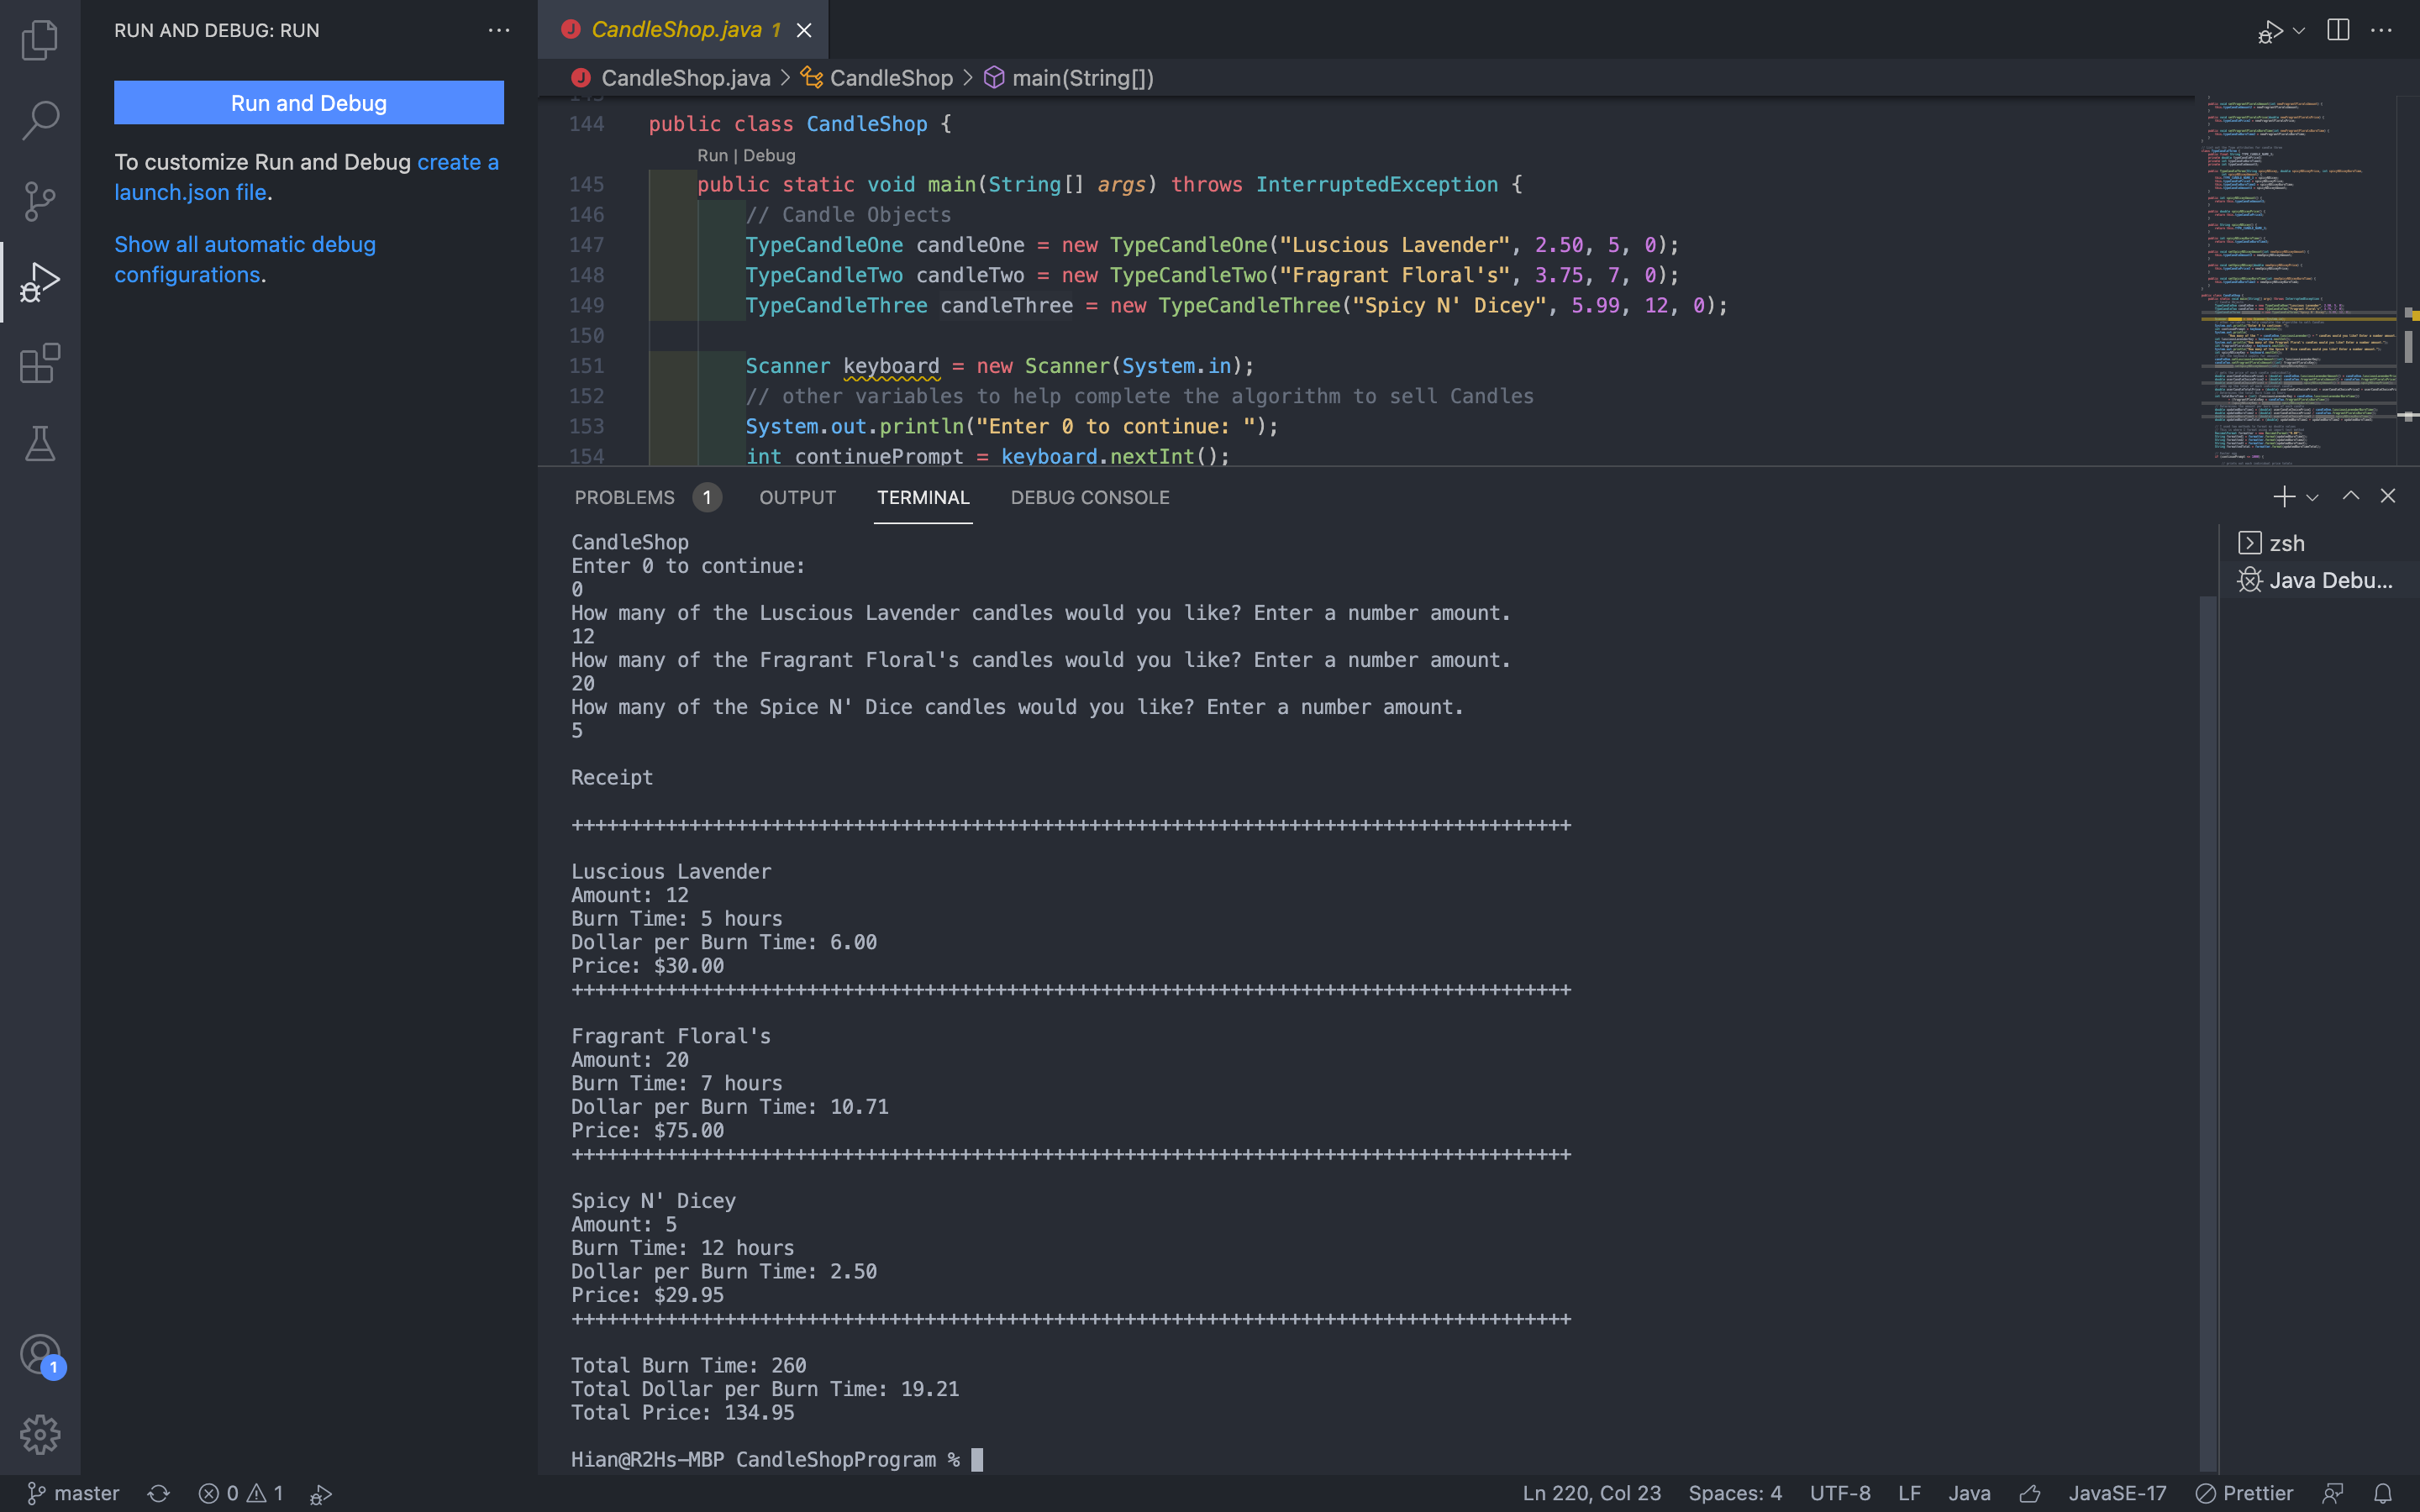 RUN AND DEBUG: RUN
Run and Debug
To customize Run and Debug create a
launch.json file.
Show all automatic debug
configurations.
1
CandleShop.java 1
CandleShop.java > CandleShop > main(String[])
144 public class CandleShop {
Run | Debug
145 public static void main(String[] args) throws InterruptedException {
146 // Candle Objects
147 TypeCandleOne candleOne = new TypeCandleOne("Luscious Lavender", 2.50, 5, 0);
148 TypeCandleTwo candleTwo = new TypeCandleTwo("Fragrant Floral's", 3.75, 7, 0);
149 TypeCandleThree candleThree = new TypeCandleThree("Spicy N' Dicey", 5.99, 12, 0);
150
151 Scanner keyboard = new Scanner(System.in);
152 // other variables to help complete the algorithm to sell Candles
153 System.out.println("Enter 0 to continue: ");
154 int continuePrompt = keyboard.nextInt();
PROBLEMS 1 OUTPUT TERMINAL DEBUG CONSOLE
zsh
Java Debu...
CandleShop
Enter 0 to continue:
0
How many of the Luscious Lavender candles would you like? Enter a number amount.
12
How many of the Fragrant Floral's candles would you like? Enter a number amount.
20
How many of the Spice N' Dice candles would you like? Enter a number amount.
5
Receipt
+++++++++++++++++++++++++++++++++++++++++++++++++++++++++++++++++++++++++++++++++++++
Luscious Lavender
Amount: 12
Burn Time: 5 hours
Dollar per Burn Time: 6.00
Price: $30.00
+++++++++++++++++++++++++++++++++++++++++++++++++++++++++++++++++++++++++++++++++++++
Fragrant Floral's
Amount: 20
Burn Time: 7 hours
Dollar per Burn Time: 10.71
Price: $75.00
+++++++++++++++++++++++++++++++++++++++++++++++++++++++++++++++++++++++++++++++++++++
Spicy N' Dicey
Amount: 5
Burn Time: 12 hours
Dollar per Burn Time: 2.50
Price: $29.95
+++++++++++++++++++++++++++++++++++++++++++++++++++++++++++++++++++++++++++++++++++++
Total Burn Time: 260
Total Dollar per Burn Time: 19.21
Total Price: 134.95
Hian@R2Hs-MBP CandleShopProgram %
master 0 1 Ln 220, Col 23 Spaces: 4 UTF-8 LF Java JavaSE-17 Prettier